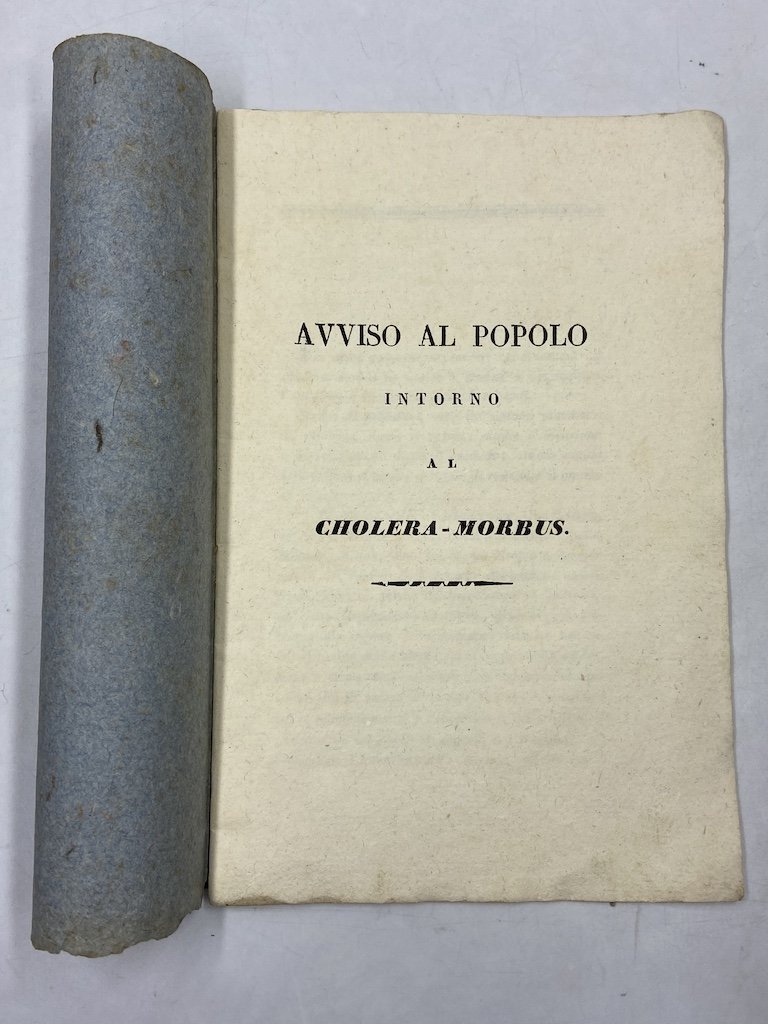 AVVISO AL POPOLO
INTORNO
AL
CHOLERA-MORBUS.